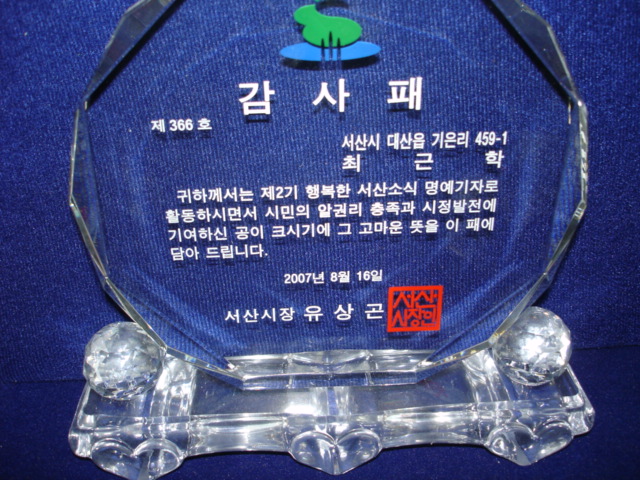 감 사 패
제 366 호
서산시 대산읍 기은리 459-1
최 근 학
귀하께서는 제2기 행복한 서산소식 명예기자로
활동하시면서 시민의 알권리 충족과 시정발전에
기여하신 공이 크시기에 그 고마운 뜻을 이 패에
담아 드립니다.
2007년 8월 16일
서산시장 유 상 곤
서산
시장인